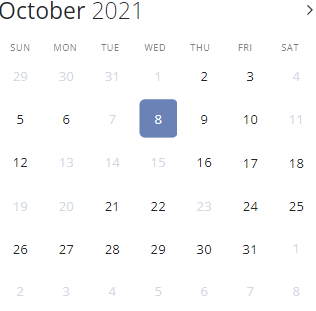 October 2021
SUN MON TUE WED THU FRI SAT
29 30 31 1 2 3 4
5 6 7 8 9 10 11
12 13 14 15 16 17 18
19 20 21 22 23 24 25
26 27 28 29 30 31 1
2 3 4 5 6 7 8